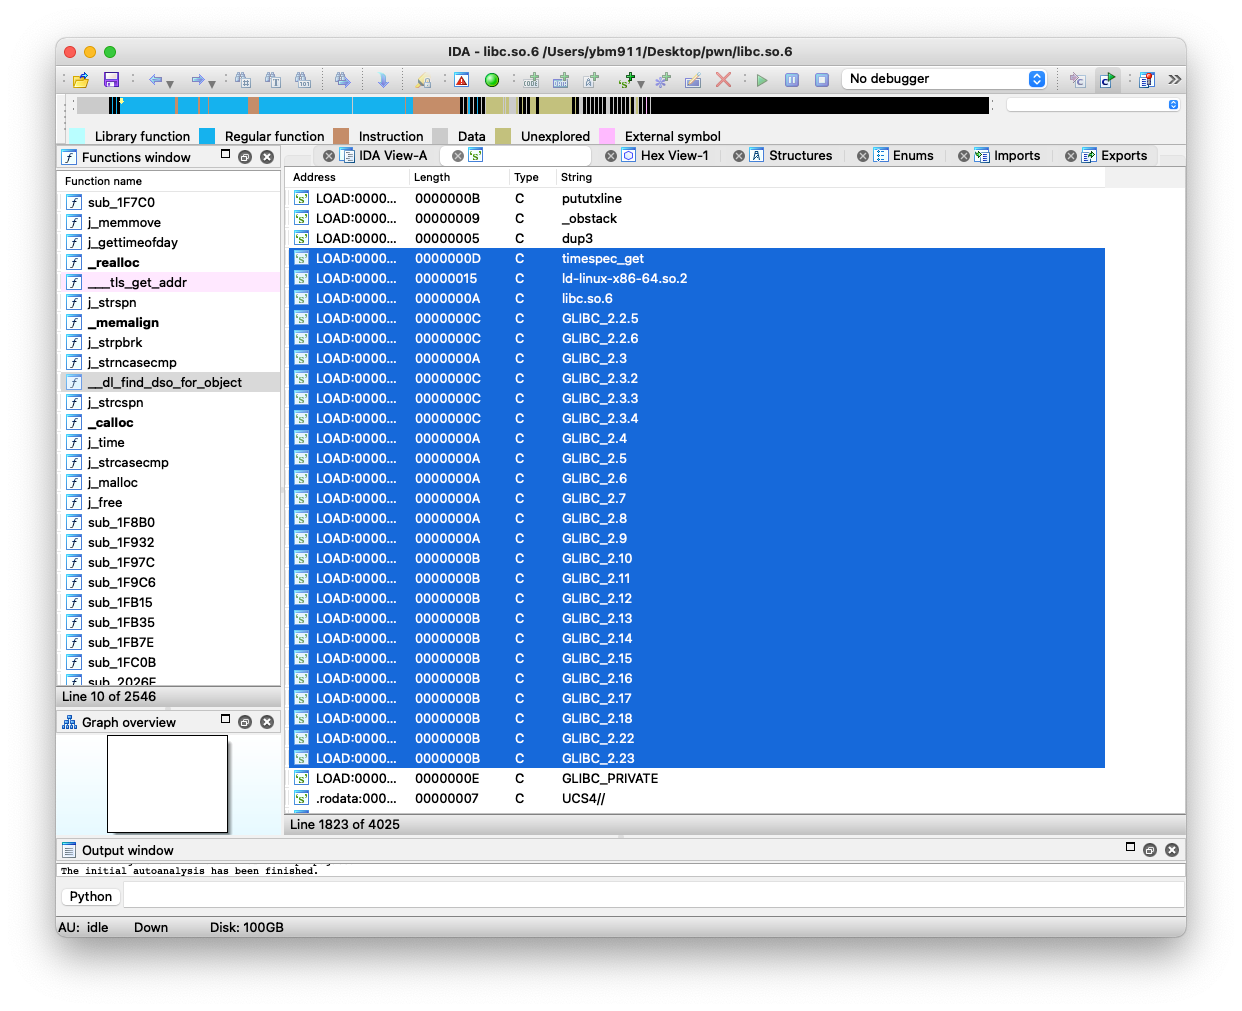 IDA - libc.so.6 /Users/ybm911/Desktop/pwn/libc.so.6
No debugger
Library function Regular function Instruction Data Unexplored External symbol
Functions window
IDA View-A Hex View-1 Structures Enums Imports Exports
Function name
sub_1F7C0
j_memmove
j_gettimeofday
_realloc
___tls_get_addr
j_strspn
_memalign
j_strpbrk
j_strncasecmp
__dl_find_dso_for_object
j_strcspn
_calloc
j_time
j_strcasecmp
j_malloc
j_free
sub_1F8B0
sub_1F932
sub_1F97C
sub_1F9C6
sub_1FB15
sub_1FB35
sub_1FB7E
sub_1FC0B
sub_2026F
Line 10 of 2546
Graph overview
Address Length Type String
LOAD:0000... 0000000B C pututxline
LOAD:0000... 00000009 C _obstack
LOAD:0000... 00000005 C dup3
LOAD:0000... 0000000D C timespec_get
LOAD:0000... 00000015 C ld-linux-x86-64.so.2
LOAD:0000... 0000000A C libc.so.6
LOAD:0000... 0000000C C GLIBC_2.2.5
LOAD:0000... 0000000C C GLIBC_2.2.6
LOAD:0000... 0000000A C GLIBC_2.3
LOAD:0000... 0000000C C GLIBC_2.3.2
LOAD:0000... 0000000C C GLIBC_2.3.3
LOAD:0000... 0000000C C GLIBC_2.3.4
LOAD:0000... 0000000A C GLIBC_2.4
LOAD:0000... 0000000A C GLIBC_2.5
LOAD:0000... 0000000A C GLIBC_2.6
LOAD:0000... 0000000A C GLIBC_2.7
LOAD:0000... 0000000A C GLIBC_2.8
LOAD:0000... 0000000A C GLIBC_2.9
LOAD:0000... 0000000B C GLIBC_2.10
LOAD:0000... 0000000B C GLIBC_2.11
LOAD:0000... 0000000B C GLIBC_2.12
LOAD:0000... 0000000B C GLIBC_2.13
LOAD:0000... 0000000B C GLIBC_2.14
LOAD:0000... 0000000B C GLIBC_2.15
LOAD:0000... 0000000B C GLIBC_2.16
LOAD:0000... 0000000B C GLIBC_2.17
LOAD:0000... 0000000B C GLIBC_2.18
LOAD:0000... 0000000B C GLIBC_2.22
LOAD:0000... 0000000B C GLIBC_2.23
LOAD:0000... 0000000E C GLIBC_PRIVATE
.rodata:000... 00000007 C UCS4//
Line 1823 of 4025
Output window
The initial autoanalysis has been finished.
Python
AU: idle Down Disk: 100GB